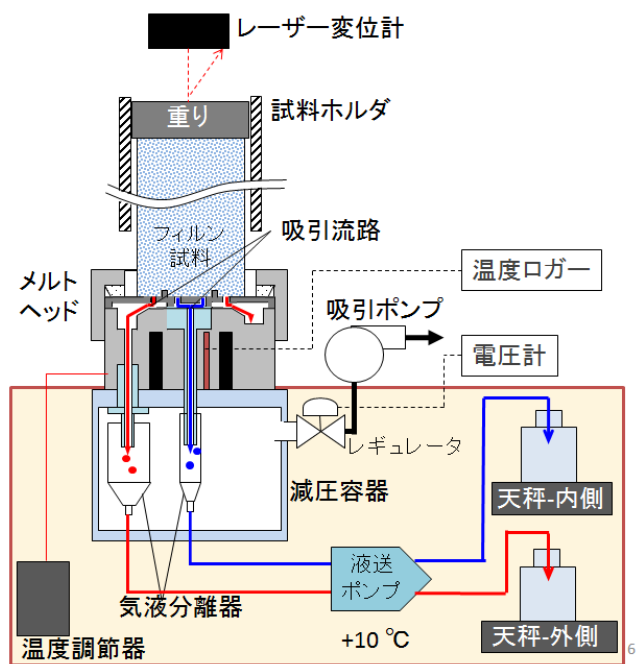 レーザー変位計
重り
試料ホルダ
フィルン
試料
吸引流路
メルト
ヘッド
温度ロガー
吸引ポンプ
電圧計
レギュレータ
減圧容器
天秤-内側
液送
ポンプ
気液分離器
天秤-外側
温度調節器
+10 ℃
6